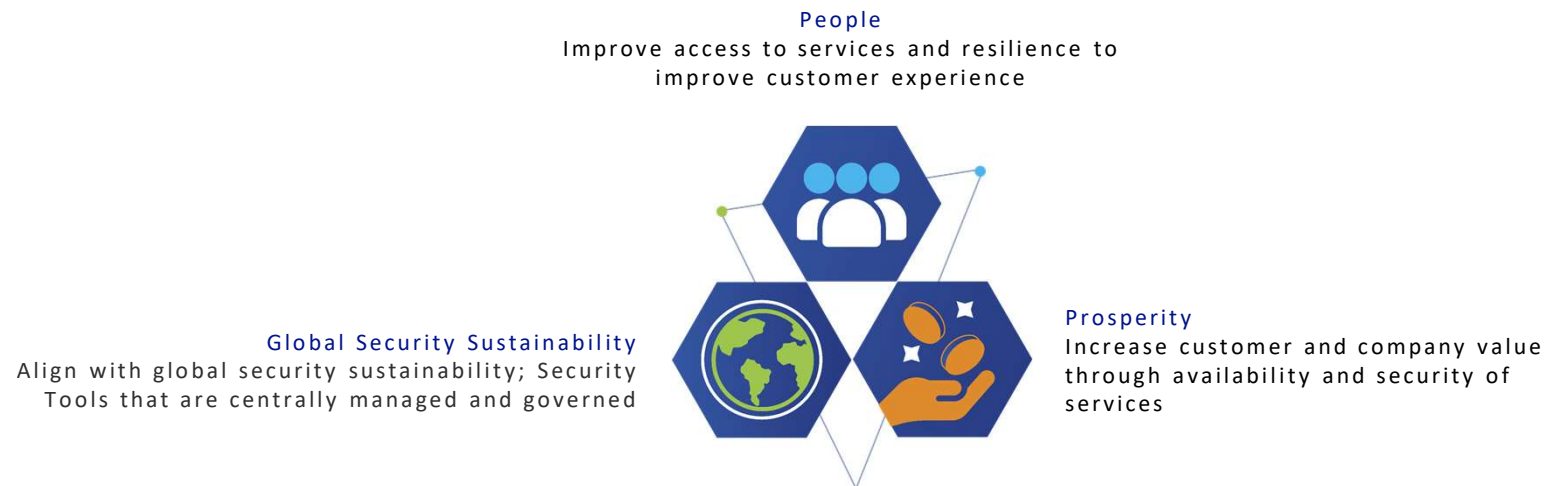 People
Improve access to services and resilience to
improve customer experience
Global Security Sustainability
Align with global security sustainability; Security
Tools that are centrally managed and governed
Prosperity
Increase customer and company value
through availability and security of
services